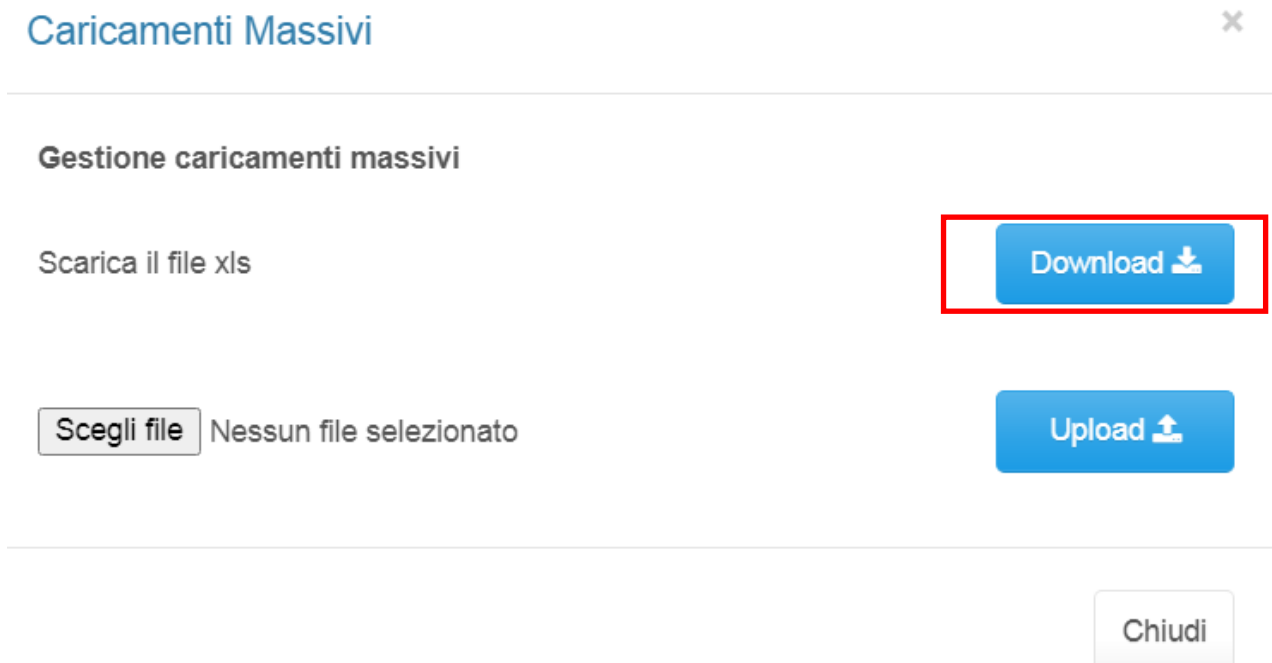 Caricamenti Massivi
Gestione caricamenti massivi
Scarica il file xls
Download
Scegli file Nessun file selezionato
Upload
Chiudi